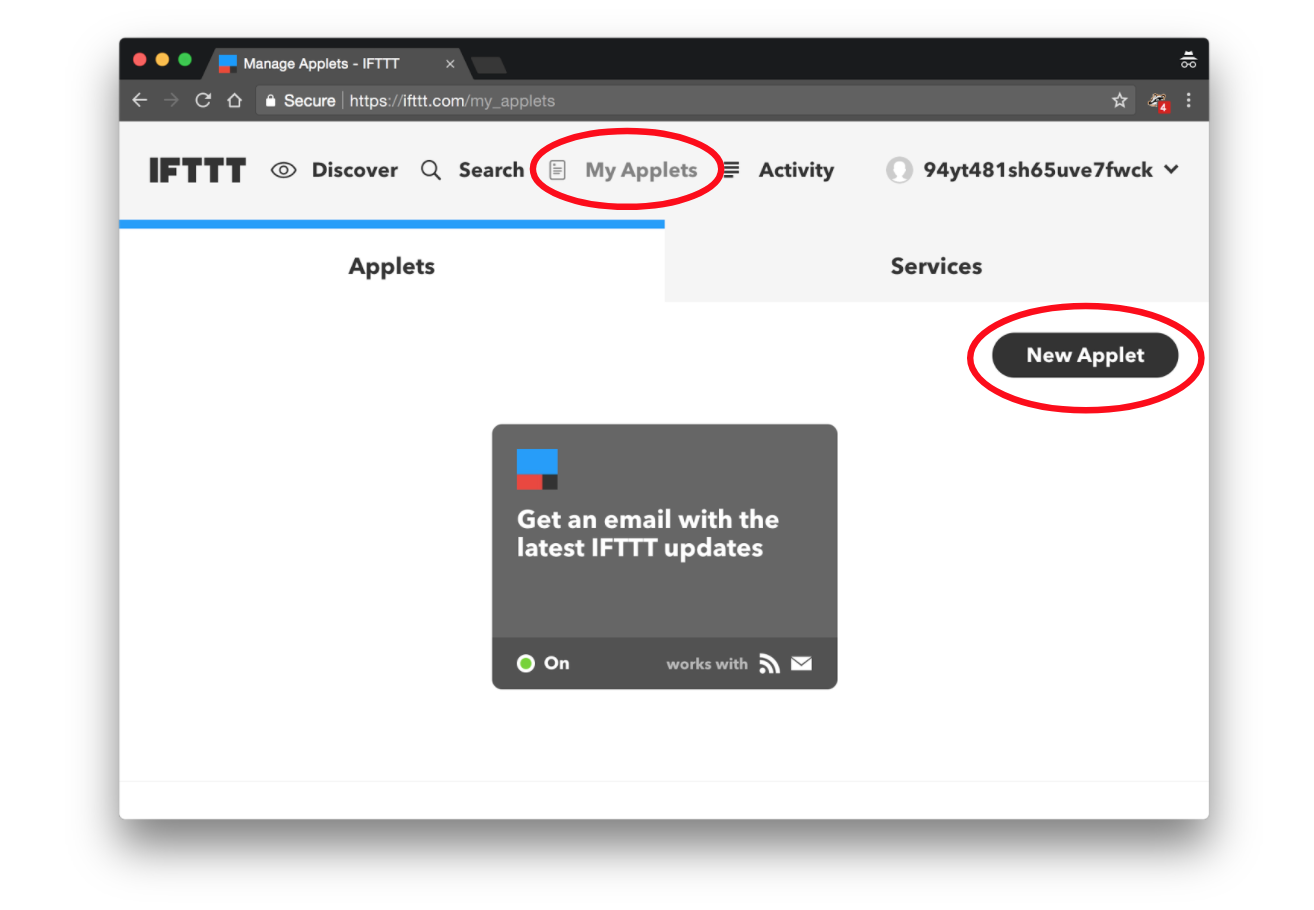 Manage Applets - IFTTT
Secure https://ifttt.com/my_applets
4
IFTTT Discover Search My Applets Activity 94yt481sh65uve7fwck
Applets Services
New Applet
Get an email with the
latest IFTTT updates
On works with